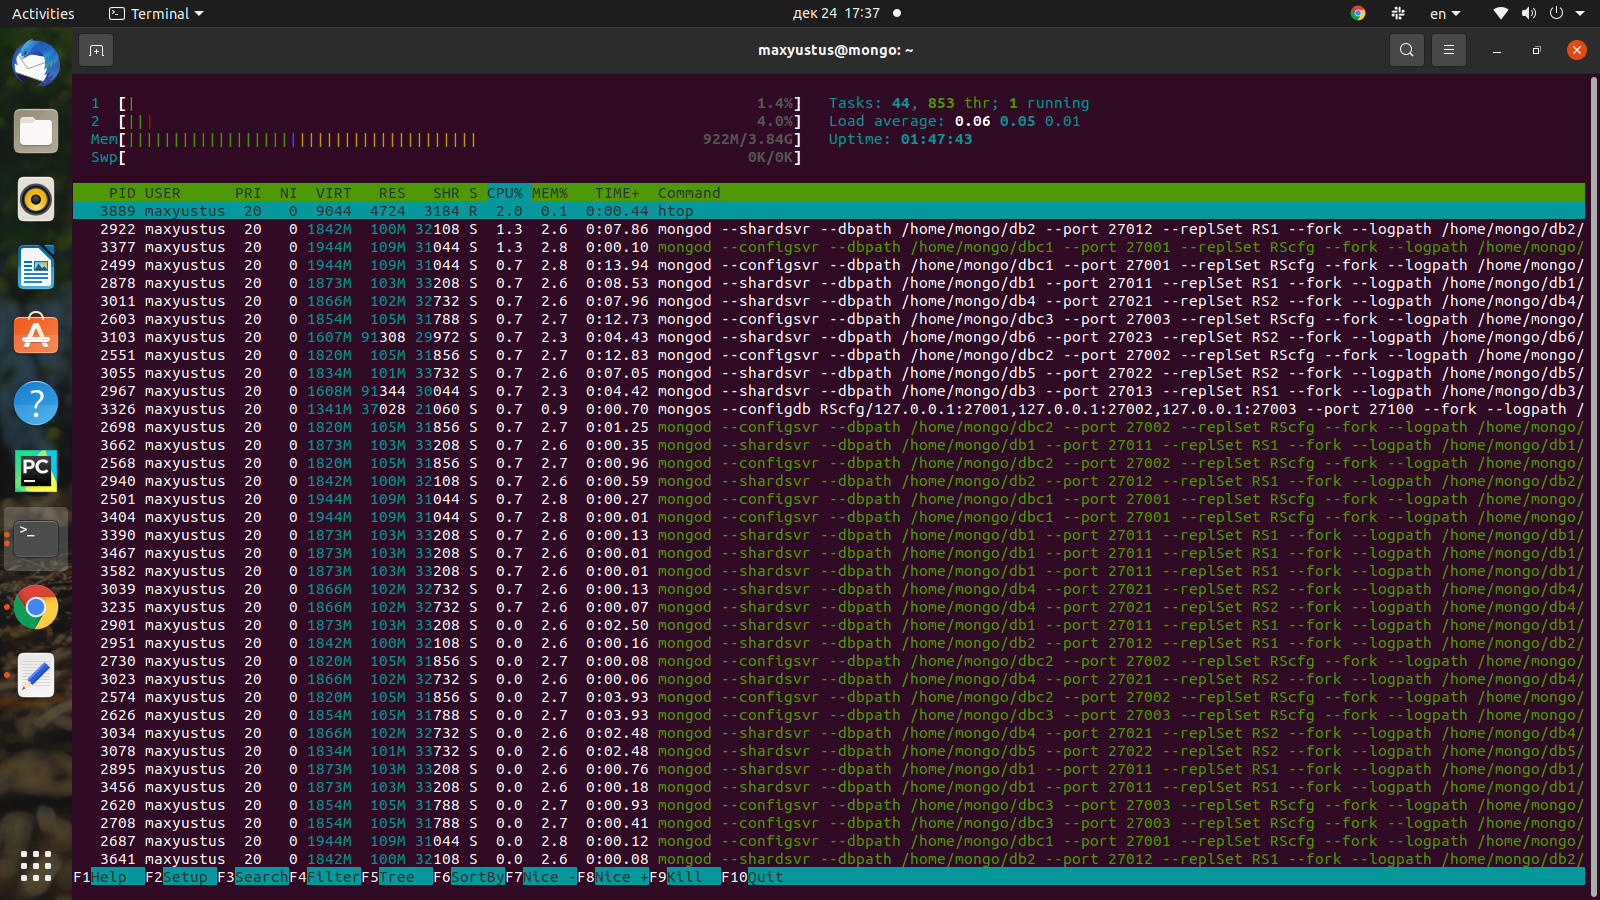 Activities Terminal дек 24 17:37 en
maxyustus@mongo: ~
1 [| 1.4%] Tasks: 44, 853 thr; 1 running
2 [||| 4.0%] Load average: 0.06 0.05 0.01
Mem[||||||||||||||||||||||||||||||||||||||| 922M/3.84G] Uptime: 01:47:43
Swp[ 0K/0K]
PID USER PRI NI VIRT RES SHR S CPU% MEM% TIME+ Command
3889 maxyustus 20 0 9044 4724 3184 R 2.0 0.1 0:00.44 htop
2922 maxyustus 20 0 1842M 100M 32108 S 1.3 2.6 0:07.86 mongod --shardsvr --dbpath /home/mongo/db2 --port 27012 --replSet RS1 --fork --logpath /home/mongo/db2/
3377 maxyustus 20 0 1944M 109M 31044 S 1.3 2.8 0:00.10 mongod --configsvr --dbpath /home/mongo/dbc1 --port 27001 --replSet RScfg --fork --logpath /home/mongo/
2499 maxyustus 20 0 1944M 109M 31044 S 0.7 2.8 0:13.94 mongod --configsvr --dbpath /home/mongo/dbc1 --port 27001 --replSet RScfg --fork --logpath /home/mongo/
2878 maxyustus 20 0 1873M 103M 33208 S 0.7 2.6 0:08.53 mongod --shardsvr --dbpath /home/mongo/db1 --port 27011 --replSet RS1 --fork --logpath /home/mongo/db1/
3011 maxyustus 20 0 1866M 102M 32732 S 0.7 2.6 0:07.96 mongod --shardsvr --dbpath /home/mongo/db4 --port 27021 --replSet RS2 --fork --logpath /home/mongo/db4/
2603 maxyustus 20 0 1854M 105M 31788 S 0.7 2.7 0:12.73 mongod --configsvr --dbpath /home/mongo/dbc3 --port 27003 --replSet RScfg --fork --logpath /home/mongo/
3103 maxyustus 20 0 1607M 91308 29972 S 0.7 2.3 0:04.43 mongod --shardsvr --dbpath /home/mongo/db6 --port 27023 --replSet RS2 --fork --logpath /home/mongo/db6/
2551 maxyustus 20 0 1820M 105M 31856 S 0.7 2.7 0:12.83 mongod --configsvr --dbpath /home/mongo/dbc2 --port 27002 --replSet RScfg --fork --logpath /home/mongo/
3055 maxyustus 20 0 1834M 101M 33732 S 0.7 2.6 0:07.05 mongod --shardsvr --dbpath /home/mongo/db5 --port 27022 --replSet RS2 --fork --logpath /home/mongo/db5/
2967 maxyustus 20 0 1608M 91344 30044 S 0.7 2.3 0:04.42 mongod --shardsvr --dbpath /home/mongo/db3 --port 27013 --replSet RS1 --fork --logpath /home/mongo/db3/
3326 maxyustus 20 0 1341M 37028 21060 S 0.7 0.9 0:00.70 mongos --configdb RScfg/127.0.0.1:27001,127.0.0.1:27002,127.0.0.1:27003 --port 27100 --fork --logpath /
2698 maxyustus 20 0 1820M 105M 31856 S 0.7 2.7 0:01.25 mongod --configsvr --dbpath /home/mongo/dbc2 --port 27002 --replSet RScfg --fork --logpath /home/mongo/
3662 maxyustus 20 0 1873M 103M 33208 S 0.7 2.6 0:00.35 mongod --shardsvr --dbpath /home/mongo/db1 --port 27011 --replSet RS1 --fork --logpath /home/mongo/db1/
2568 maxyustus 20 0 1820M 105M 31856 S 0.7 2.7 0:00.96 mongod --configsvr --dbpath /home/mongo/dbc2 --port 27002 --replSet RScfg --fork --logpath /home/mongo/
2940 maxyustus 20 0 1842M 100M 32108 S 0.7 2.6 0:00.59 mongod --shardsvr --dbpath /home/mongo/db2 --port 27012 --replSet RS1 --fork --logpath /home/mongo/db2/
2501 maxyustus 20 0 1944M 109M 31044 S 0.7 2.8 0:00.27 mongod --configsvr --dbpath /home/mongo/dbc1 --port 27001 --replSet RScfg --fork --logpath /home/mongo/
3404 maxyustus 20 0 1944M 109M 31044 S 0.7 2.8 0:00.01 mongod --configsvr --dbpath /home/mongo/dbc1 --port 27001 --replSet RScfg --fork --logpath /home/mongo/
3390 maxyustus 20 0 1873M 103M 33208 S 0.7 2.6 0:00.13 mongod --shardsvr --dbpath /home/mongo/db1 --port 27011 --replSet RS1 --fork --logpath /home/mongo/db1/
3467 maxyustus 20 0 1873M 103M 33208 S 0.7 2.6 0:00.01 mongod --shardsvr --dbpath /home/mongo/db1 --port 27011 --replSet RS1 --fork --logpath /home/mongo/db1/
3582 maxyustus 20 0 1873M 103M 33208 S 0.7 2.6 0:00.01 mongod --shardsvr --dbpath /home/mongo/db1 --port 27011 --replSet RS1 --fork --logpath /home/mongo/db1/
3039 maxyustus 20 0 1866M 102M 32732 S 0.7 2.6 0:00.13 mongod --shardsvr --dbpath /home/mongo/db4 --port 27021 --replSet RS2 --fork --logpath /home/mongo/db4/
3235 maxyustus 20 0 1866M 102M 32732 S 0.7 2.6 0:00.07 mongod --shardsvr --dbpath /home/mongo/db4 --port 27021 --replSet RS2 --fork --logpath /home/mongo/db4/
2901 maxyustus 20 0 1873M 103M 33208 S 0.0 2.6 0:02.50 mongod --shardsvr --dbpath /home/mongo/db1 --port 27011 --replSet RS1 --fork --logpath /home/mongo/db1/
2951 maxyustus 20 0 1842M 100M 32108 S 0.0 2.6 0:00.16 mongod --shardsvr --dbpath /home/mongo/db2 --port 27012 --replSet RS1 --fork --logpath /home/mongo/db2/
2730 maxyustus 20 0 1820M 105M 31856 S 0.0 2.7 0:00.08 mongod --configsvr --dbpath /home/mongo/dbc2 --port 27002 --replSet RScfg --fork --logpath /home/mongo/
3023 maxyustus 20 0 1866M 102M 32732 S 0.0 2.6 0:00.06 mongod --shardsvr --dbpath /home/mongo/db4 --port 27021 --replSet RS2 --fork --logpath /home/mongo/db4/
2574 maxyustus 20 0 1820M 105M 31856 S 0.0 2.7 0:03.93 mongod --configsvr --dbpath /home/mongo/dbc2 --port 27002 --replSet RScfg --fork --logpath /home/mongo/
2626 maxyustus 20 0 1854M 105M 31788 S 0.0 2.7 0:03.93 mongod --configsvr --dbpath /home/mongo/dbc3 --port 27003 --replSet RScfg --fork --logpath /home/mongo/
3034 maxyustus 20 0 1866M 102M 32732 S 0.0 2.6 0:02.48 mongod --shardsvr --dbpath /home/mongo/db4 --port 27021 --replSet RS2 --fork --logpath /home/mongo/db4/
3078 maxyustus 20 0 1834M 101M 33732 S 0.0 2.6 0:02.48 mongod --shardsvr --dbpath /home/mongo/db5 --port 27022 --replSet RS2 --fork --logpath /home/mongo/db5/
2895 maxyustus 20 0 1873M 103M 33208 S 0.0 2.6 0:00.76 mongod --shardsvr --dbpath /home/mongo/db1 --port 27011 --replSet RS1 --fork --logpath /home/mongo/db1/
3456 maxyustus 20 0 1873M 103M 33208 S 0.0 2.6 0:00.18 mongod --shardsvr --dbpath /home/mongo/db1 --port 27011 --replSet RS1 --fork --logpath /home/mongo/db1/
2620 maxyustus 20 0 1854M 105M 31788 S 0.0 2.7 0:00.93 mongod --configsvr --dbpath /home/mongo/dbc3 --port 27003 --replSet RScfg --fork --logpath /home/mongo/
2708 maxyustus 20 0 1854M 105M 31788 S 0.0 2.7 0:00.41 mongod --configsvr --dbpath /home/mongo/dbc3 --port 27003 --replSet RScfg --fork --logpath /home/mongo/
2687 maxyustus 20 0 1944M 109M 31044 S 0.0 2.8 0:00.12 mongod --configsvr --dbpath /home/mongo/dbc1 --port 27001 --replSet RScfg --fork --logpath /home/mongo/
3641 maxyustus 20 0 1842M 100M 32108 S 0.0 2.6 0:00.08 mongod --shardsvr --dbpath /home/mongo/db2 --port 27012 --replSet RS1 --fork --logpath /home/mongo/db2/
F1Help F2Setup F3SearchF4FilterF5Tree F6SortByF7Nice -F8Nice +F9Kill F10Quit
PC